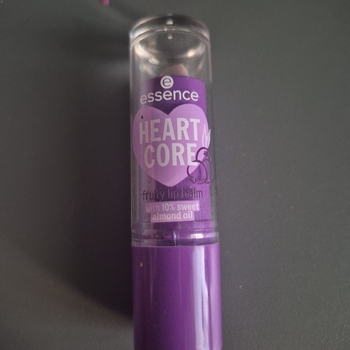 essence
HEART
CORE
fruity lip balm
with 10% sweet
almond oil